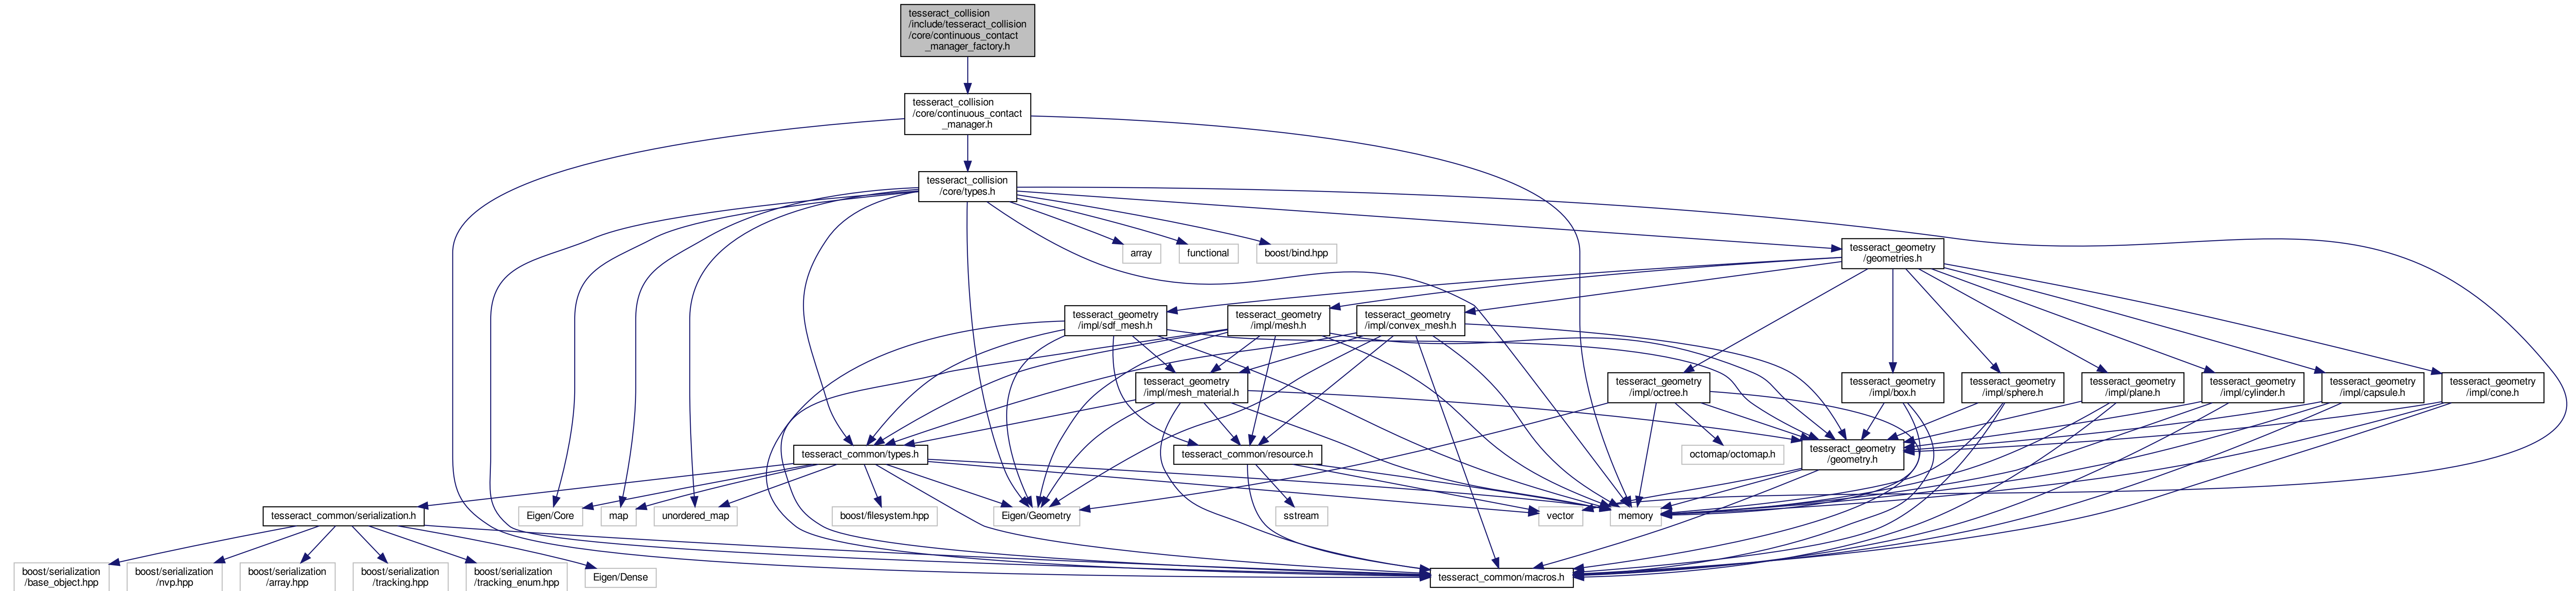 tesseract_collision
/include/tesseract_collision
/core/continuous_contact
_manager_factory.h
tesseract_collision
/core/continuous_contact
_manager.h
tesseract_collision
/core/types.h
array
functional
boost/bind.hpp
tesseract_geometry
/geometries.h
tesseract_geometry
/impl/sdf_mesh.h
tesseract_geometry
/impl/mesh.h
tesseract_geometry
/impl/convex_mesh.h
tesseract_geometry
/impl/mesh_material.h
tesseract_geometry
/impl/octree.h
tesseract_geometry
/impl/box.h
tesseract_geometry
/impl/sphere.h
tesseract_geometry
/impl/plane.h
tesseract_geometry
/impl/cylinder.h
tesseract_geometry
/impl/capsule.h
tesseract_geometry
/impl/cone.h
tesseract_common/types.h
tesseract_common/resource.h
octomap/octomap.h
tesseract_geometry
/geometry.h
tesseract_common/serialization.h
Eigen/Core
map
unordered_map
boost/filesystem.hpp
Eigen/Geometry
sstream
vector
memory
boost/serialization
/base_object.hpp
boost/serialization
/nvp.hpp
boost/serialization
/array.hpp
boost/serialization
/tracking.hpp
boost/serialization
/tracking_enum.hpp
Eigen/Dense
tesseract_common/macros.h